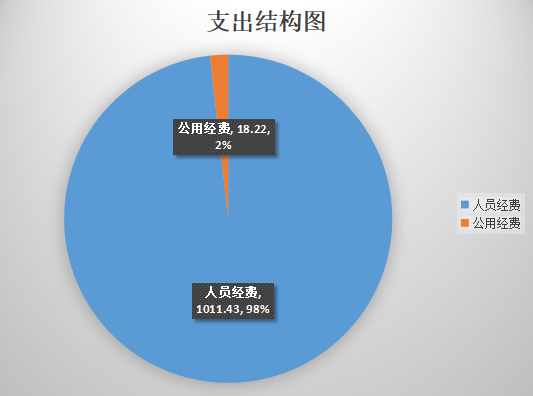 支出结构图
公用经费, 18.22,
2%
人员经费,
1011.43, 98%
人员经费
公用经费